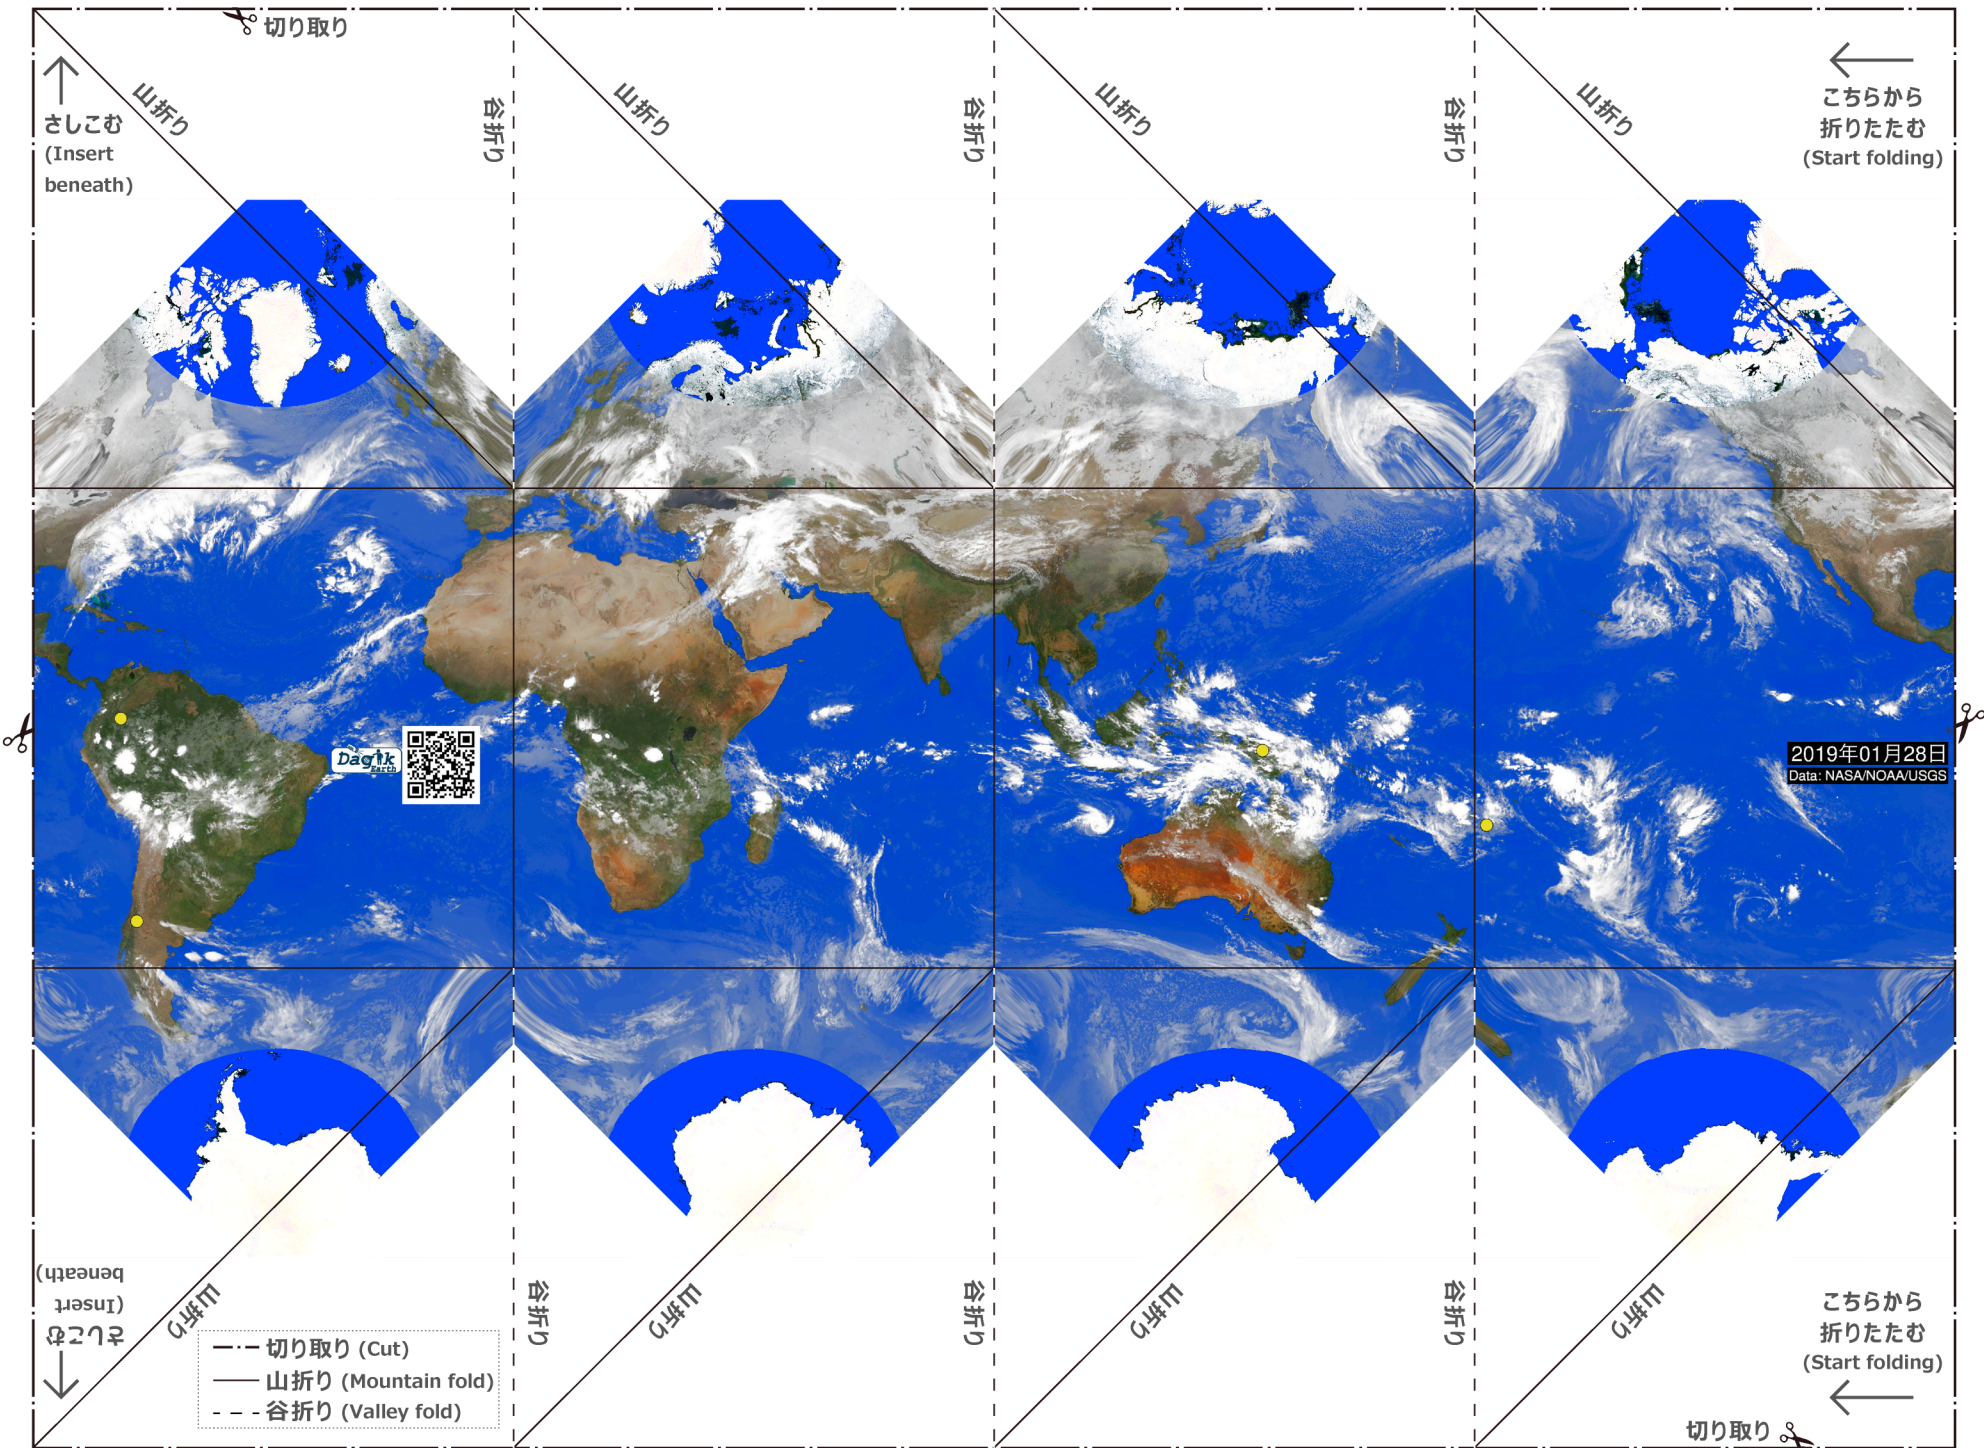 切り取り
さしこむ
(Insert
beneath)
山折り
谷折り
山折り
谷折り
山折り
谷折り
山折り
こちらから
折りたたむ
(Start folding)
Dagik
Earth
2019年01月28日
Data: NASA/NOAA/USGS
さしこむ
(Insert
beneath)
山折り
谷折り
山折り
谷折り
山折り
谷折り
山折り
こちらから
折りたたむ
(Start folding)
切り取り (Cut)
山折り (Mountain fold)
谷折り (Valley fold)
切り取り